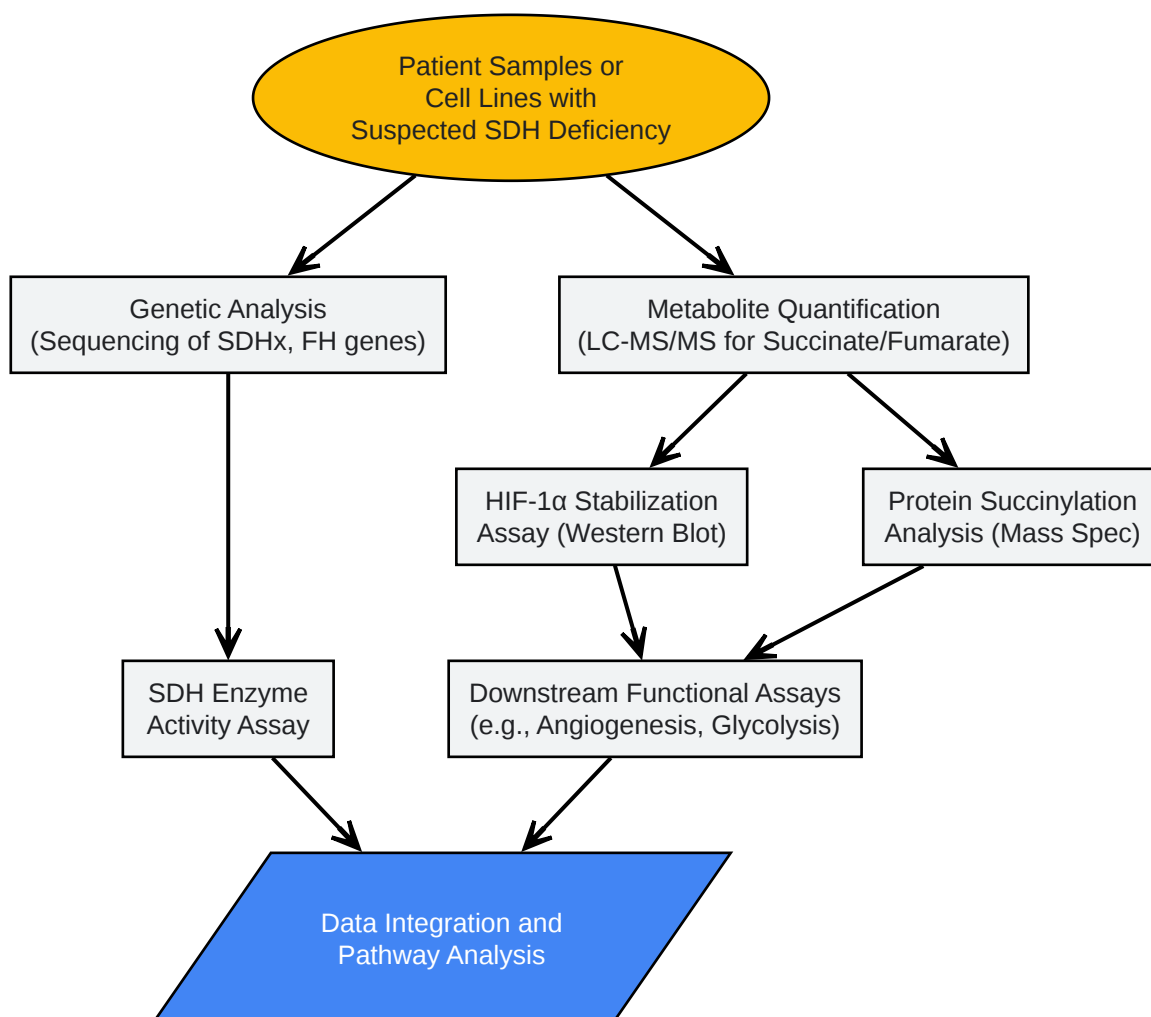 Patient Samples or
Cell Lines with
Suspected SDH Deficiency
Genetic Analysis
(Sequencing of SDHx, FH genes)
Metabolite Quantification
(LC-MS/MS for Succinate/Fumarate)
HIF-1α Stabilization
Assay (Western Blot)
Protein Succinylation
Analysis (Mass Spec)
SDH Enzyme
Activity Assay
Downstream Functional Assays
(e.g., Angiogenesis, Glycolysis)
Data Integration and
Pathway Analysis